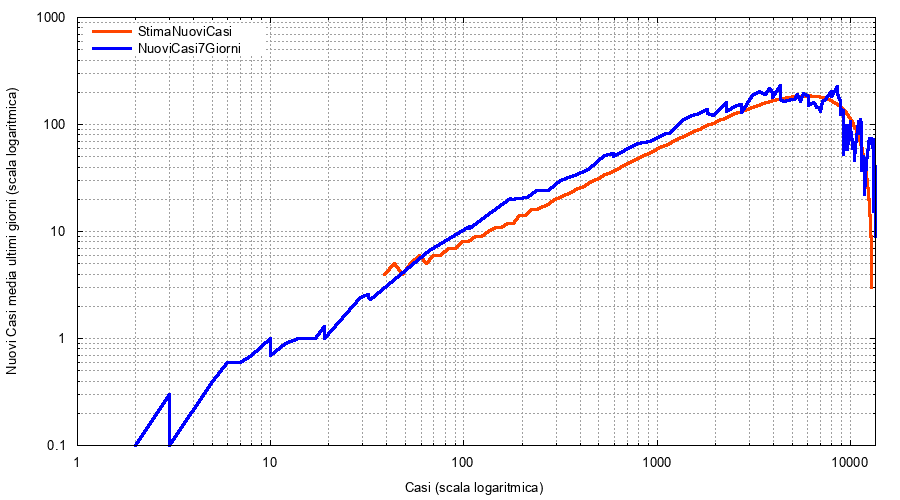 1000
StimaNuoviCasi
NuoviCasi7Giorni
100
10
1
0.1
1 10 100 1000 10000
Nuovi Casi media ultimi giorni (scala logaritmica)
Casi (scala logaritmica)